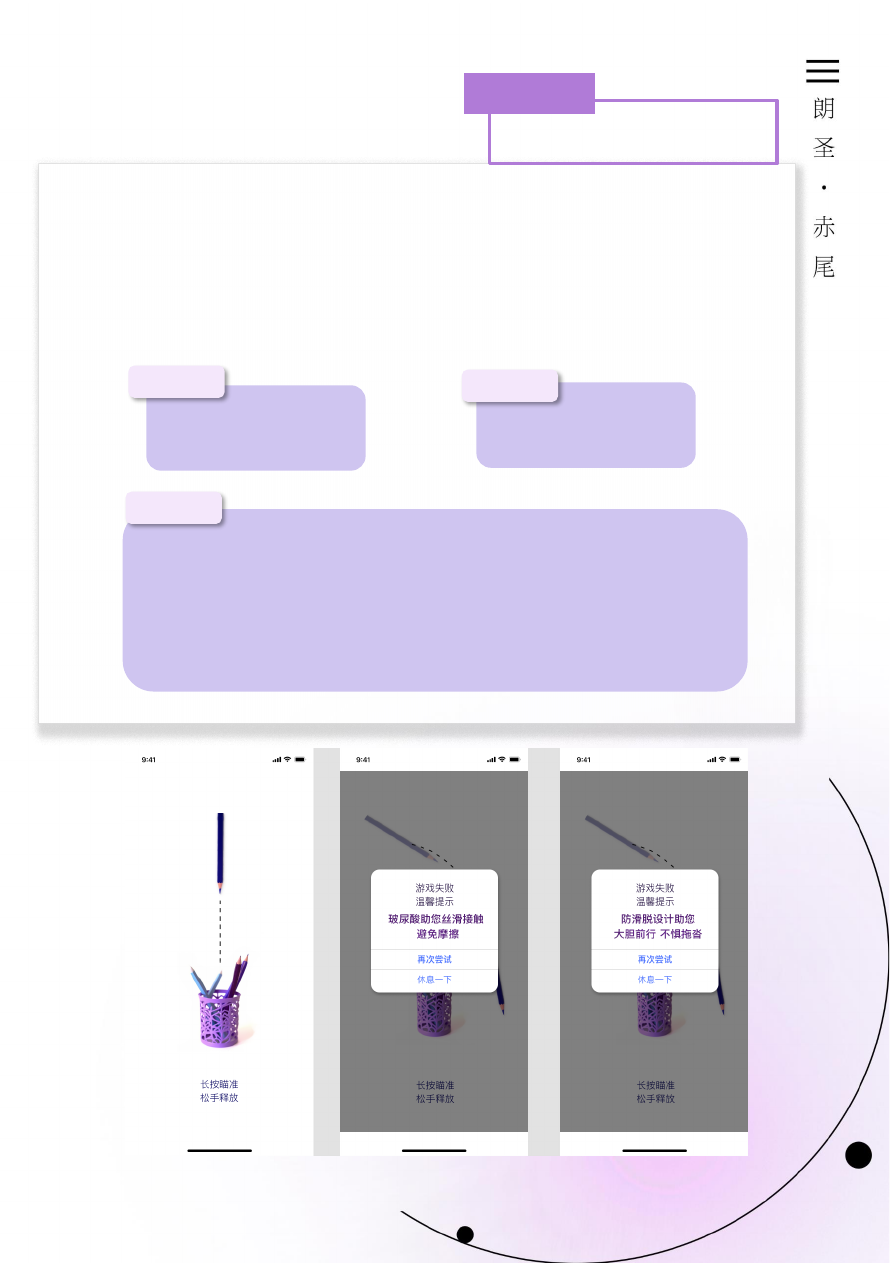 朗圣·赤尾
9:41
长按瞄准
松手释放
9:41
游戏失败
温馨提示
玻尿酸助您丝滑接触
避免摩擦
再次尝试
休息一下
长按瞄准
松手释放
9:41
游戏失败
温馨提示
防滑脱设计助您
大胆前行 不惧拖沓
再次尝试
休息一下
长按瞄准
松手释放